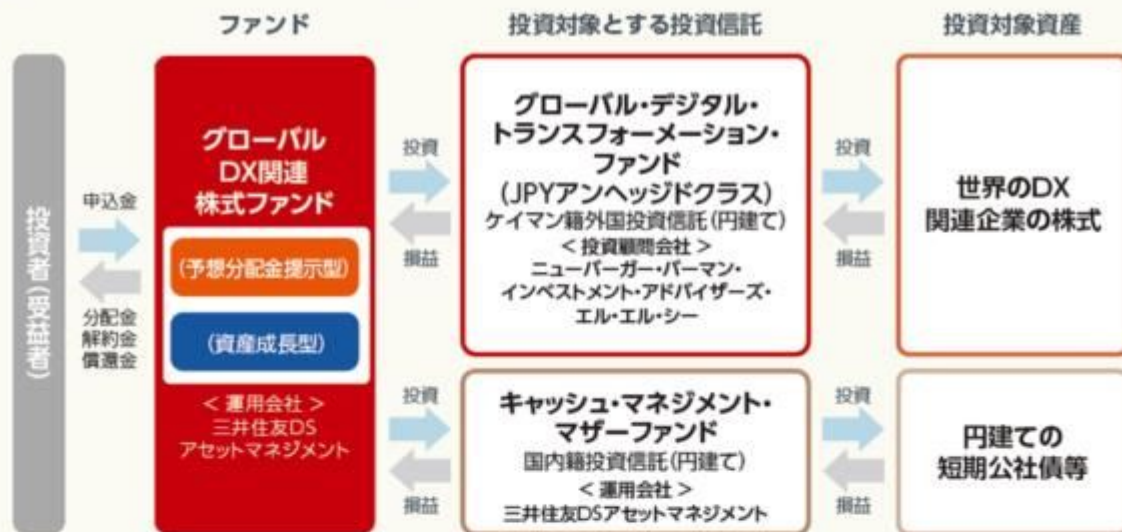 ファンド
投資対象とする投資信託
投資対象資産
投資者(受益者)
申込金
分配金
解約金
償還金
グローバル
DX関連
株式ファンド
(予想分配金提示型)
(資産成長型)
< 運用会社 >
三井住友DS
アセットマネジメント
投資
損益
グローバル・デジタル・
トランスフォーメーション・
ファンド
(JPYアンヘッジドクラス)
ケイマン籍外国投資信託(円建て)
< 投資顧問会社 >
ニューバーガー・バーマン・
インベストメント・アドバイザーズ・
エル・エル・シー
投資
損益
世界のDX
関連企業の株式
投資
損益
キャッシュ・マネジメント・
マザーファンド
国内籍投資信託(円建て)
< 運用会社 >
三井住友DSアセットマネジメント
投資
損益
円建ての
短期公社債等